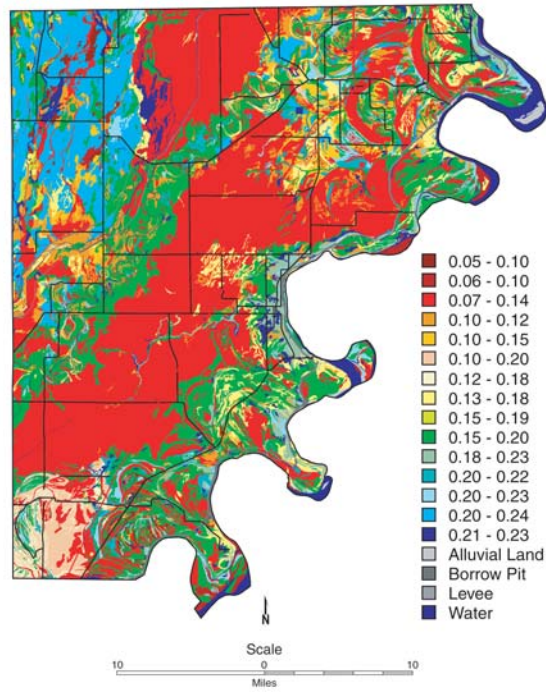 0.05 - 0.10
0.06 - 0.10
0.07 - 0.14
0.10 - 0.12
0.10 - 0.15
0.10 - 0.20
0.12 - 0.18
0.13 - 0.18
0.15 - 0.19
0.15 - 0.20
0.18 - 0.23
0.20 - 0.22
0.20 - 0.23
0.20 - 0.24
0.21 - 0.23
Alluvial Land
Borrow Pit
Levee
Water
N
Scale
10 0 10
Miles